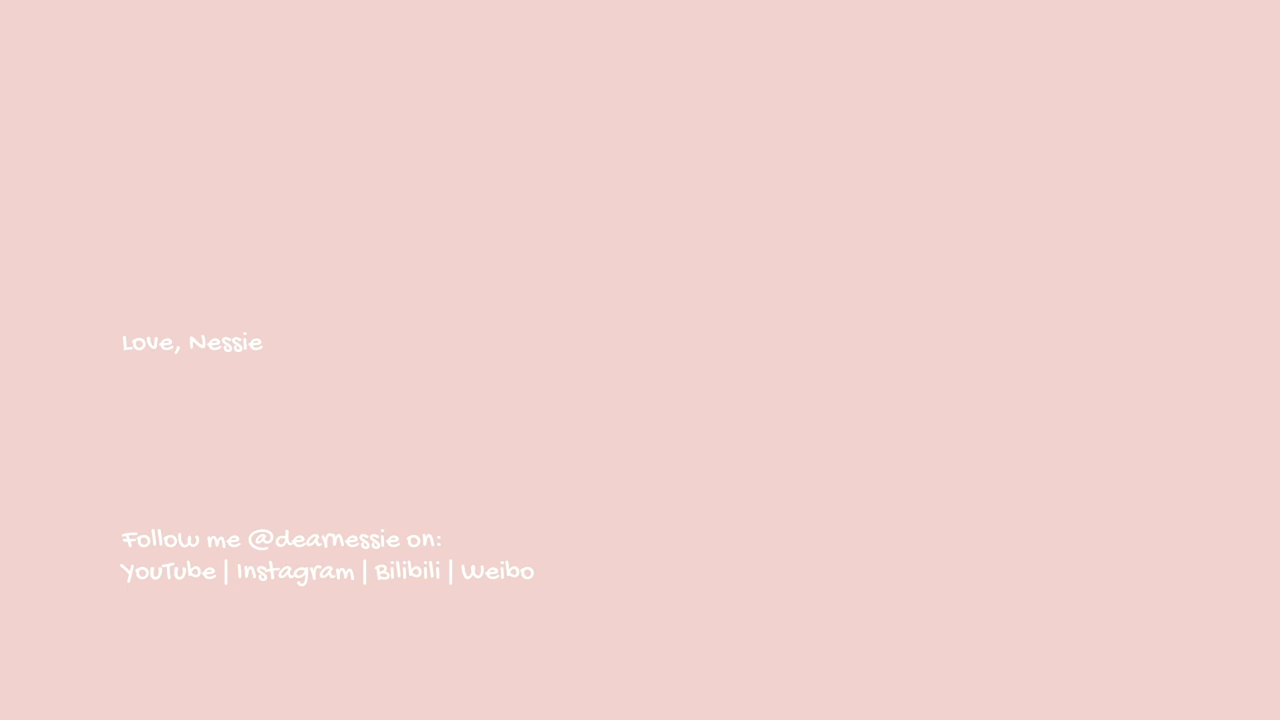 Love, Nessie
Follow me @dearnessie on:
YouTube | Instagram | Bilibili | Weibo